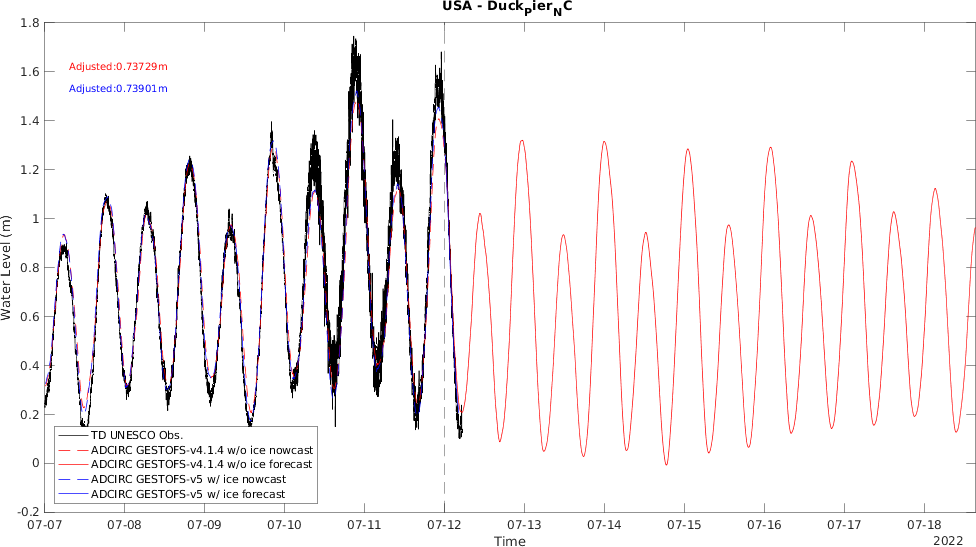 USA - Duck_Pier_NC
Adjusted:0.73729m
Adjusted:0.73901m
Water Level (m)
1.8
1.6
1.4
1.2
1
0.8
0.6
0.4
0.2
0
-0.2
TD UNESCO Obs.
ADCIRC GESTOFS-v4.1.4 w/o ice nowcast
ADCIRC GESTOFS-v4.1.4 w/o ice forecast
ADCIRC GESTOFS-v5 w/ ice nowcast
ADCIRC GESTOFS-v5 w/ ice forecast
07-07 07-08 07-09 07-10 07-11 07-12 07-13 07-14 07-15 07-16 07-17 07-18
Time
2022